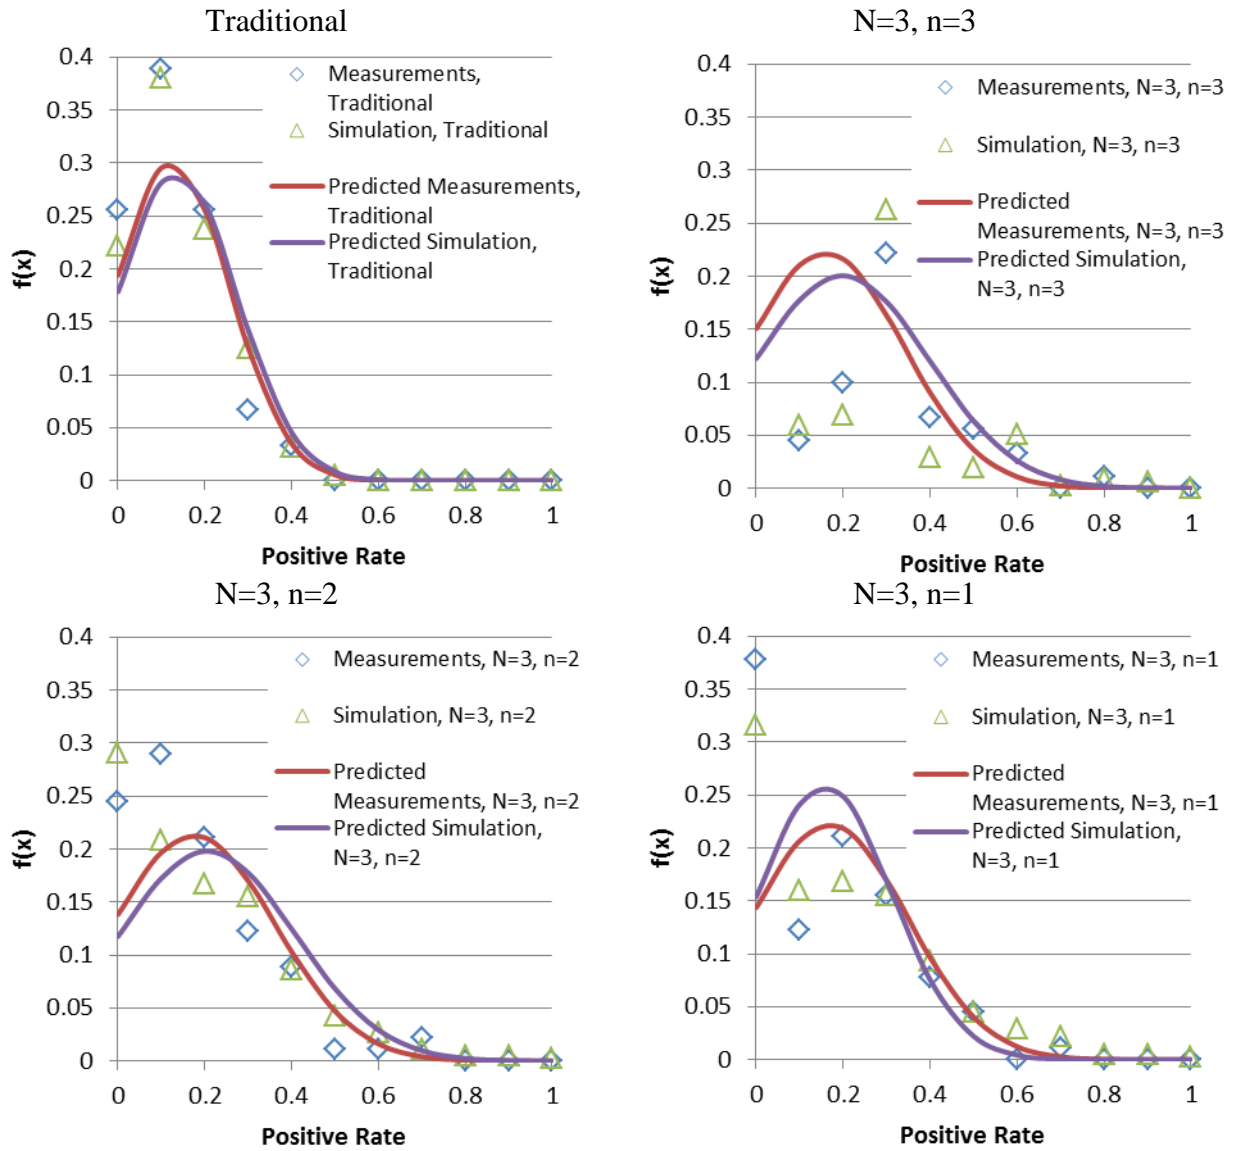 Traditional
0.4
0.35
0.3
0.25
0.2
0.15
0.1
0.05
0
f(x)
Measurements,
Traditional
Simulation, Traditional
Predicted Measurements,
Traditional
Predicted Simulation,
Traditional
0 0.2 0.4 0.6 0.8 1
Positive Rate
N=3, n=3
0.4
0.35
0.3
0.25
0.2
0.15
0.1
0.05
0
f(x)
Measurements, N=3, n=3
Simulation, N=3, n=3
Predicted
Measurements, N=3, n=3
Predicted Simulation,
N=3, n=3
0 0.2 0.4 0.6 0.8 1
Positive Rate
N=3, n=2
0.4
0.35
0.3
0.25
0.2
0.15
0.1
0.05
0
f(x)
Measurements, N=3, n=2
Simulation, N=3, n=2
Predicted
Measurements, N=3, n=2
Predicted Simulation,
N=3, n=2
0 0.2 0.4 0.6 0.8 1
Positive Rate
N=3, n=1
0.4
0.35
0.3
0.25
0.2
0.15
0.1
0.05
0
f(x)
Measurements, N=3, n=1
Simulation, N=3, n=1
Predicted
Measurements, N=3, n=1
Predicted Simulation,
N=3, n=1
0 0.2 0.4 0.6 0.8 1
Positive Rate